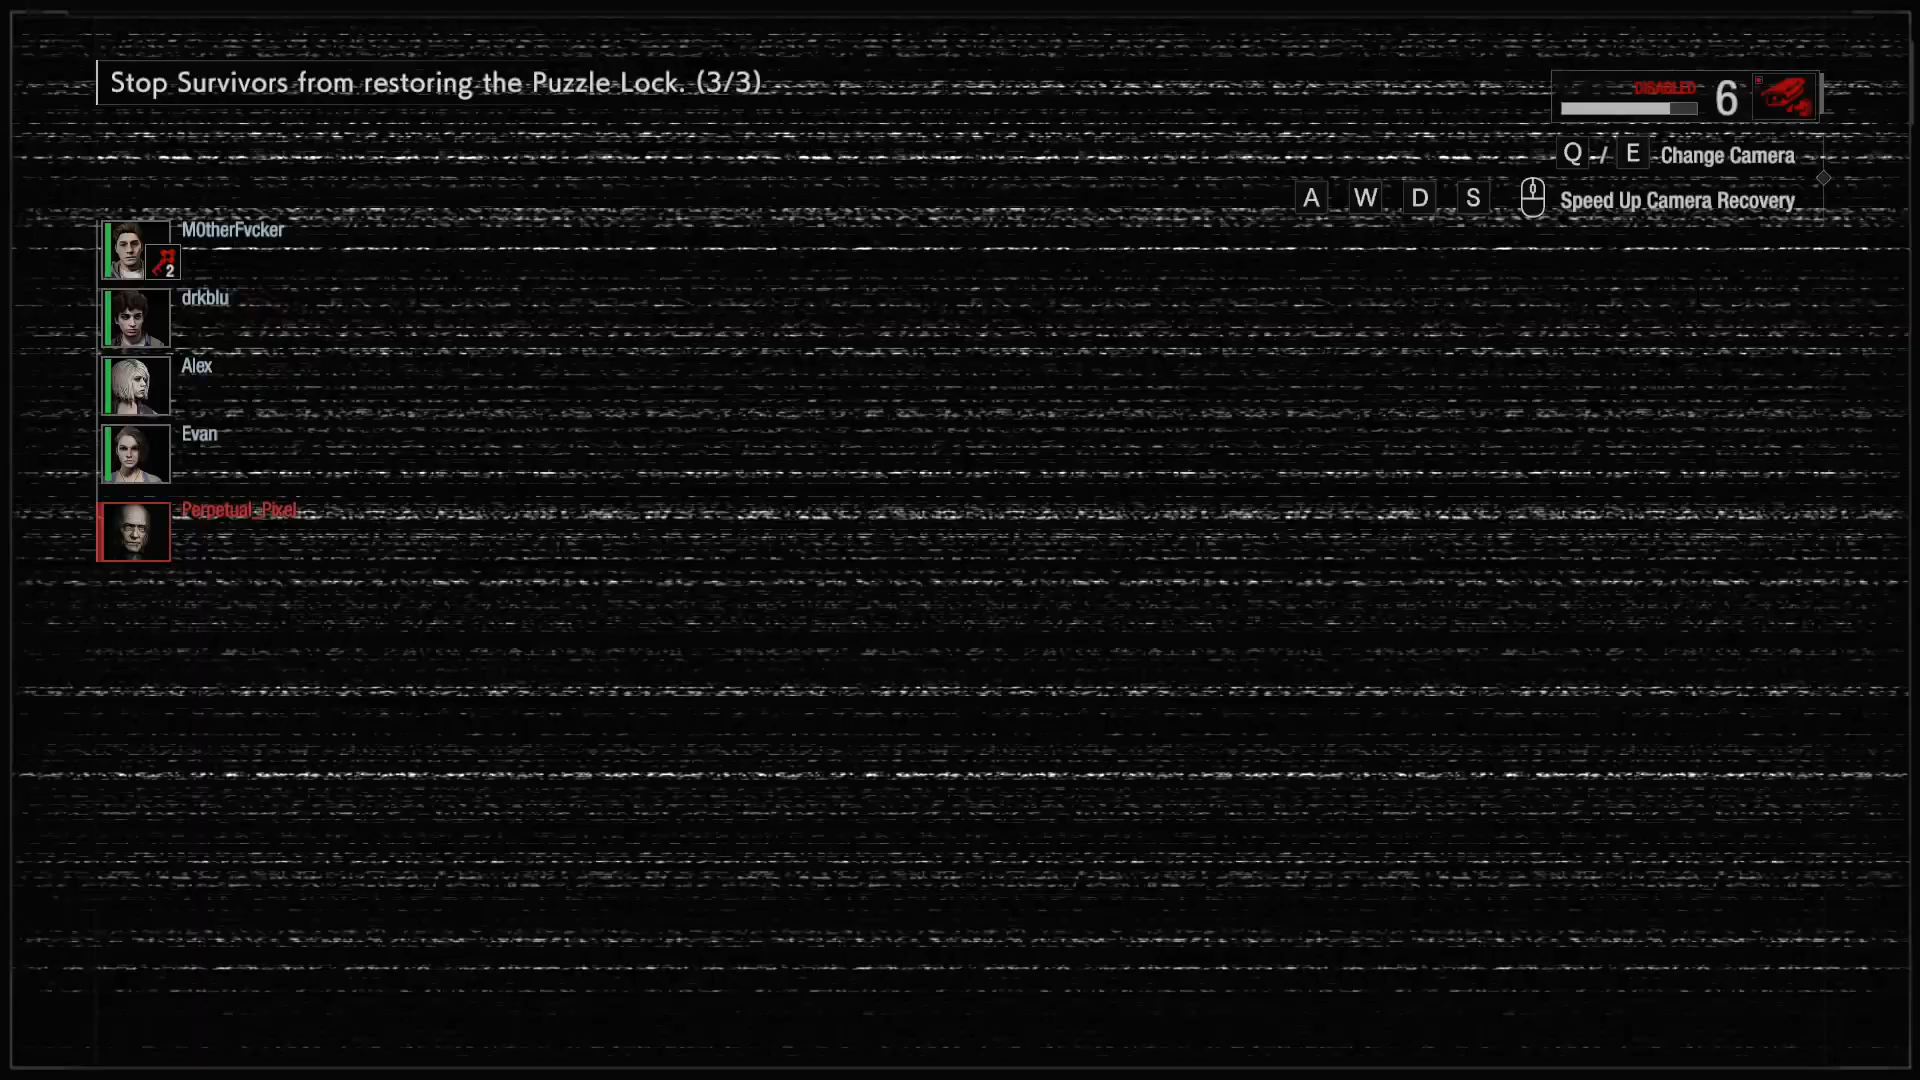 Stop Survivors from restoring the Puzzle Lock. (3/3)
DISABLED
6
Q / E Change Camera
A W D S Speed Up Camera Recovery
M0therFvcker
2
drkblu
Alex
Evan
Perpetual_Pixel